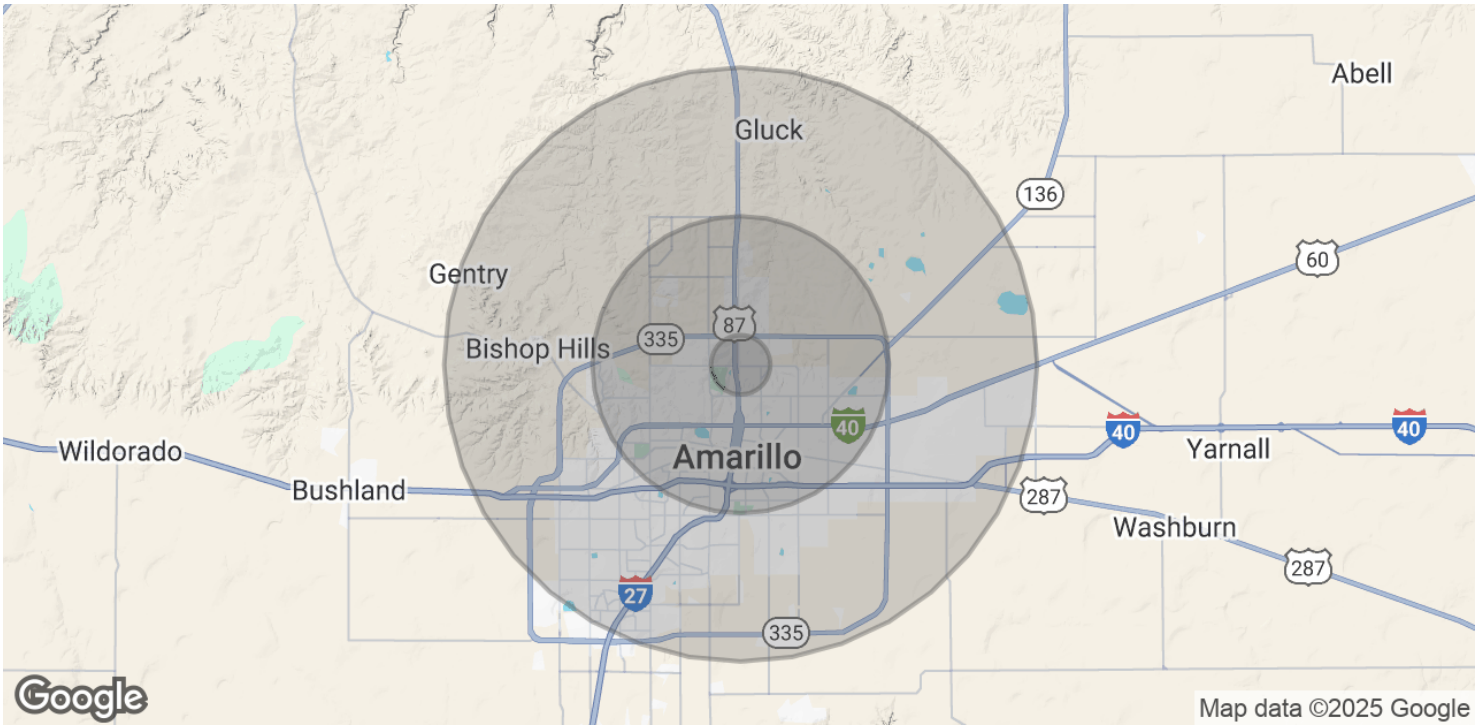 Abell
Gluck
136
60
Gentry
87
335
Bishop Hills
40
40
40
Yarnall
Wildorado
Amarillo
Bushland
287
Washburn
287
27
335
Google
Map data ©2025 Google